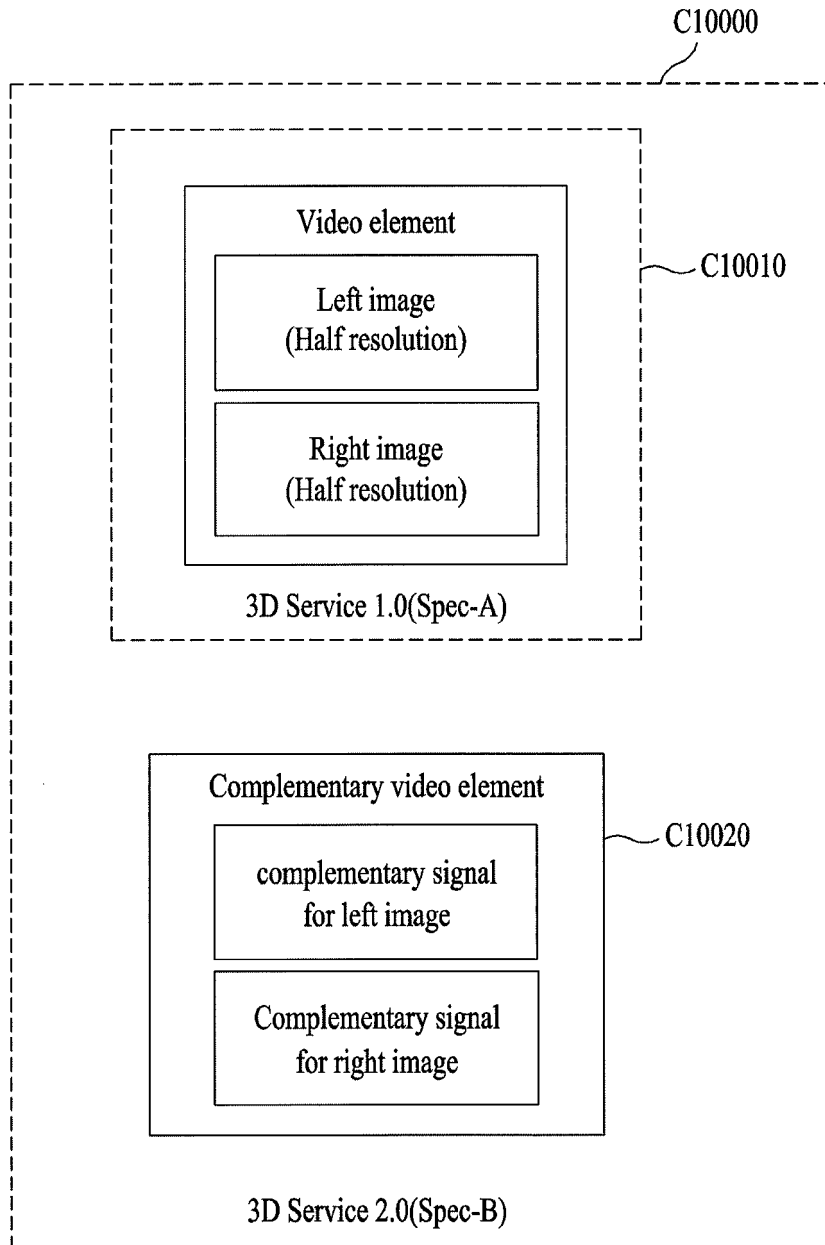 C10000
Video element
Left image
(Half resolution)
C10010
Right image
(Half resolution)
3D Service 1.0(Spec-A)
Complementary video element
C10020
complementary signal
for left image
Complementary signal
for right image
3D Service 2.0(Spec-B)